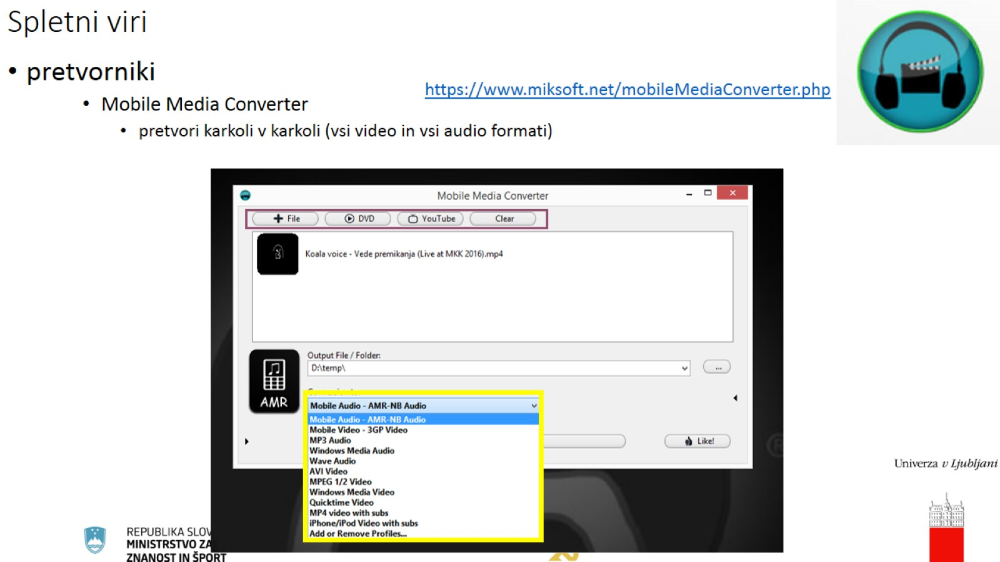 Spletni viri
• pretvorniki
https://www.miksoft.net/mobileMediaConverter.php
• Mobile Media Converter
• pretvori karkoli v karkoli (vsi video in vsi audio formati)
Mobile Media Converter
File DVD YouTube Clear
Koala voice - Vede premikanja (Live at MKK 2016).mp4
Output File / Folder:
D:\temp\
...
AMR
Mobile Audio - AMR-NB Audio
Mobile Audio - AMR-NB Audio
Mobile Video - 3GP Video
MP3 Audio
Windows Media Audio
Like!
Wave Audio
AVI Video
MPEG 1/2 Video
Windows Media Video
Quicktime Video
MP4 video with subs
iPhone/iPod Video with subs
Add or Remove Profiles...
Univerza v Ljubljani
REPUBLIKA SLOV
MINISTRSTVO ZA
ZNANOST IN ŠPORT